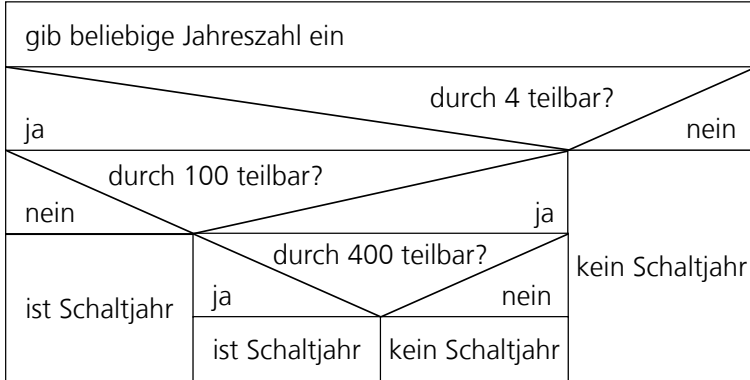 gib beliebige Jahreszahl ein
durch 4 teilbar?
ja
nein
durch 100 teilbar?
nein
ja
durch 400 teilbar?
kein Schaltjahr
ist Schaltjahr
ja
nein
ist Schaltjahr
kein Schaltjahr